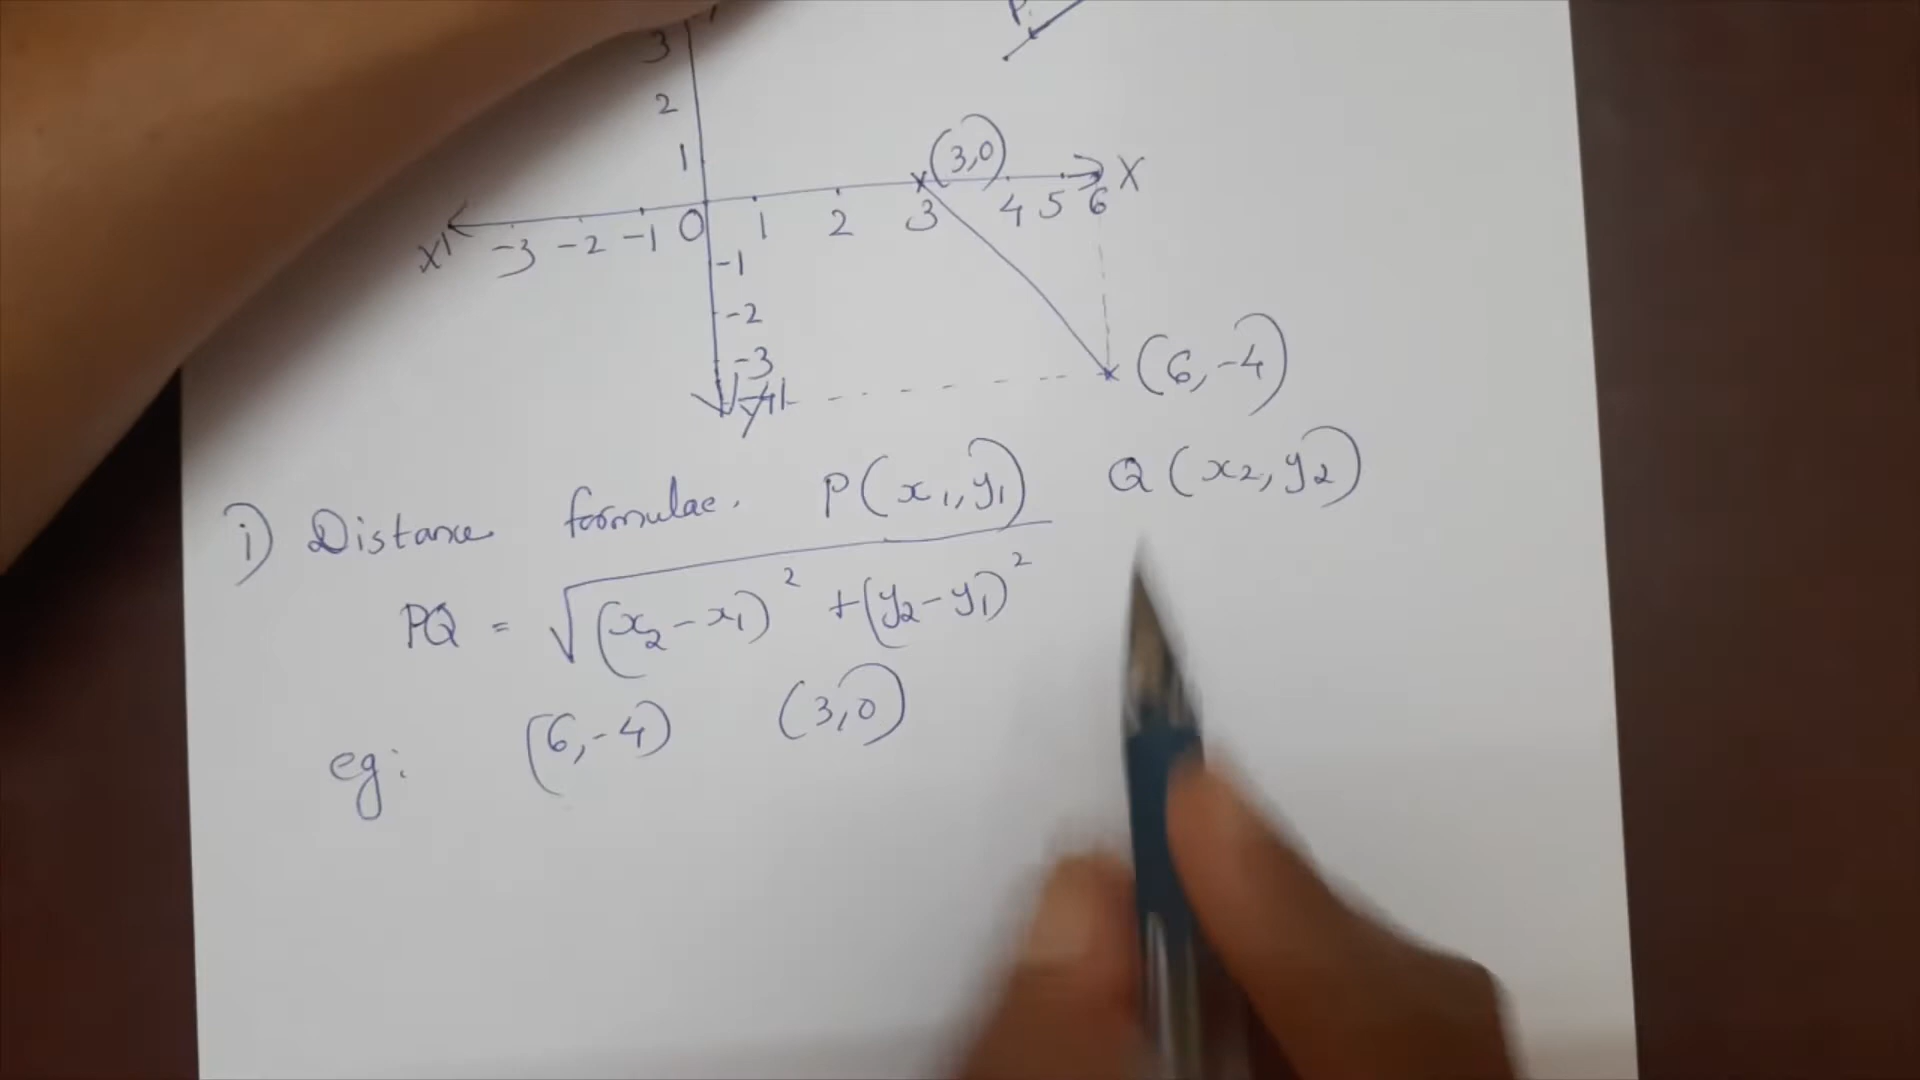 P
3
2
1
(3,0)
X
X' -3 -2 -1 0 1 2 3 4 5 6
-1
-2
-3
-4
y'
(6,-4)
i) Distance formulae. P(x₁,y₁) Q(x₂,y₂)
PQ = √(x₂-x₁)² +(y₂-y₁)²
eg: (6,-4) (3,0)